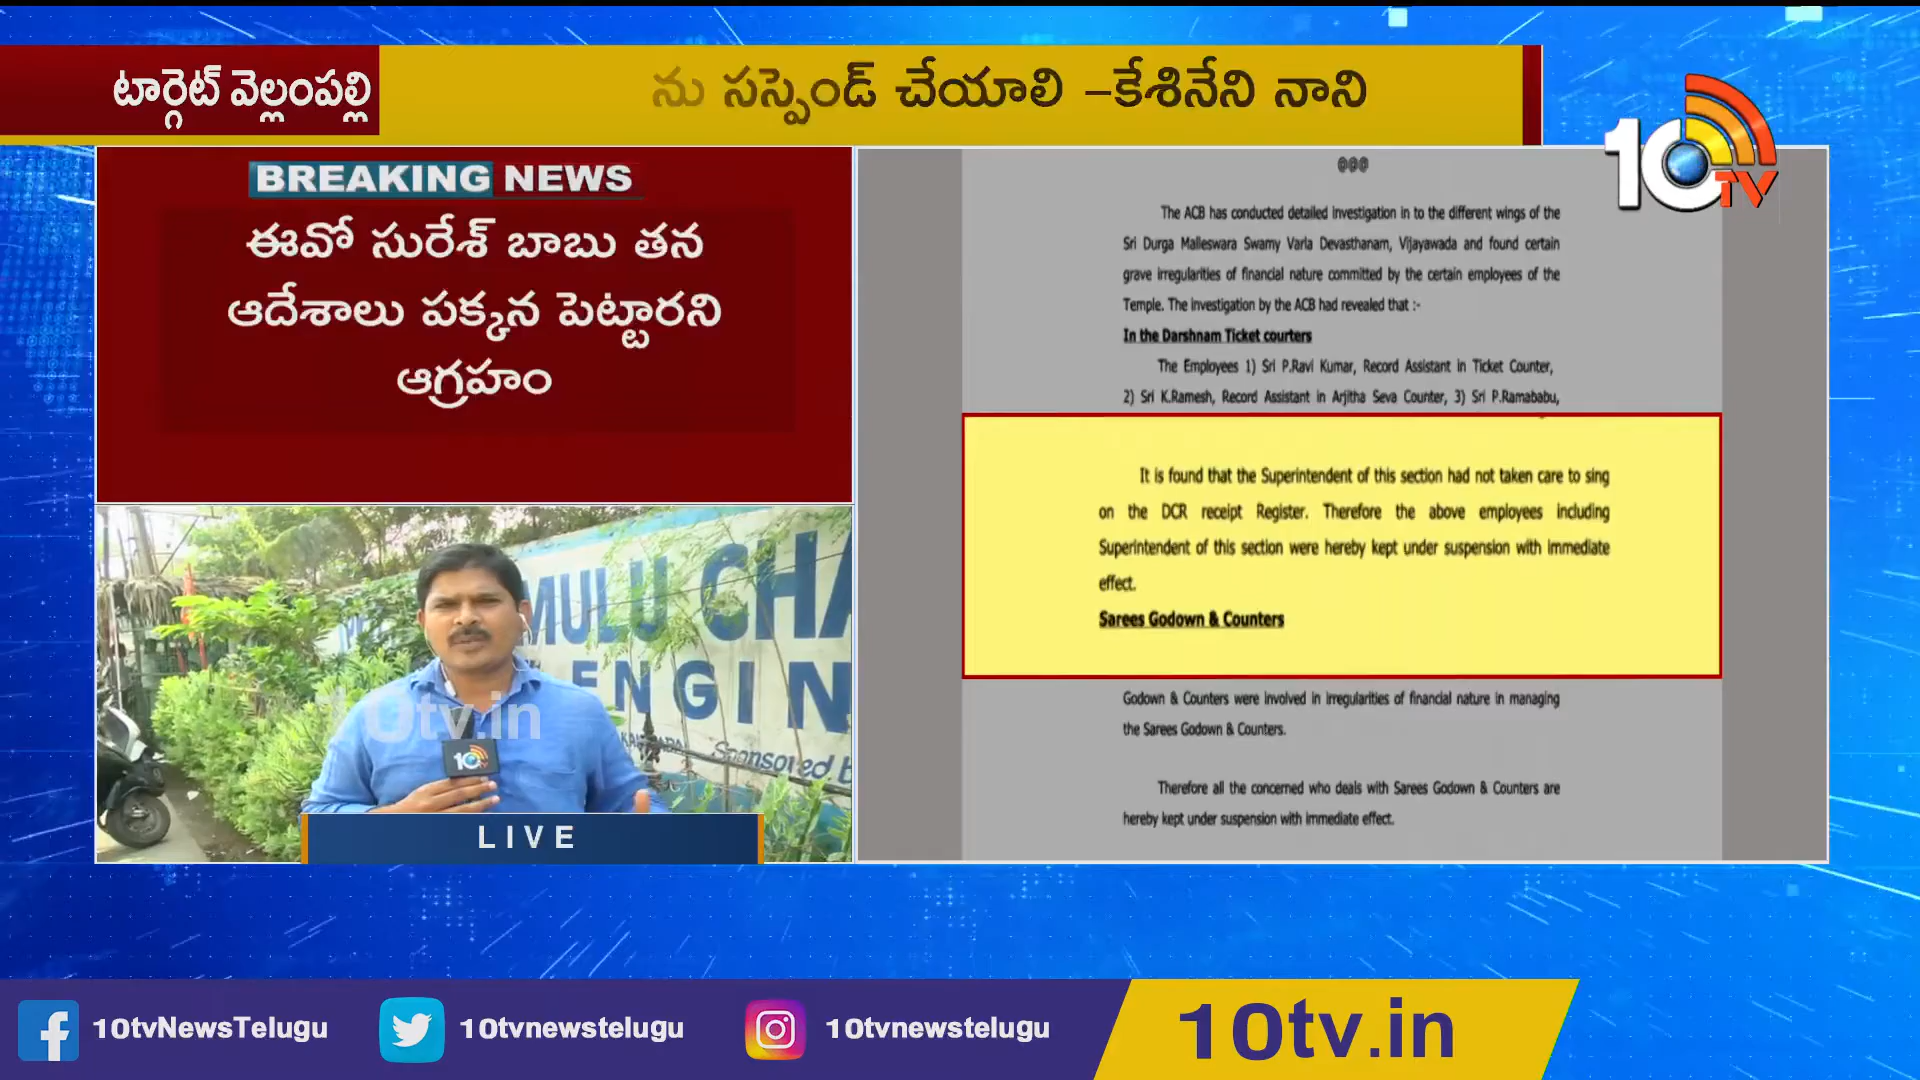 టార్గెట్ వెల్లంపల్లి
ను సస్పెండ్ చేయాలి –కేశినేని నాని
10TV
BREAKING NEWS
ఈవో సురేశ్ బాబు తన
ఆదేశాలు పక్కన పెట్టారని
ఆగ్రహం
@@@
The ACB has conducted detailed investigation in to the different wings of the
Sri Durga Malleswara Swamy Varla Devasthanam, Vijayawada and found certain
grave irregularities of financial nature committed by the certain employees of the
Temple. The investigation by the ACB had revealed that :-
In the Darshnam Ticket courters
The Employees 1) Sri P.Ravi Kumar, Record Assistant in Ticket Counter,
2) Sri K.Ramesh, Record Assistant in Arjitha Seva Counter, 3) Sri P.Ramababu,
It is found that the Superintendent of this section had not taken care to sing
on the DCR receipt Register. Therefore the above employees including
Superintendent of this section were hereby kept under suspension with immediate
effect.
Sarees Godown & Counters
Godown & Counters were involved in irregularities of financial nature in managing
the Sarees Godown & Counters.
Therefore all the concerned who deals with Sarees Godown & Counters are
hereby kept under suspension with immediate effect.
MULU CHA
ENGIN
Sponsored b
10tv.in
10TV
LIVE
10tvNewsTelugu
10tvnewstelugu
10tvnewstelugu
10tv.in